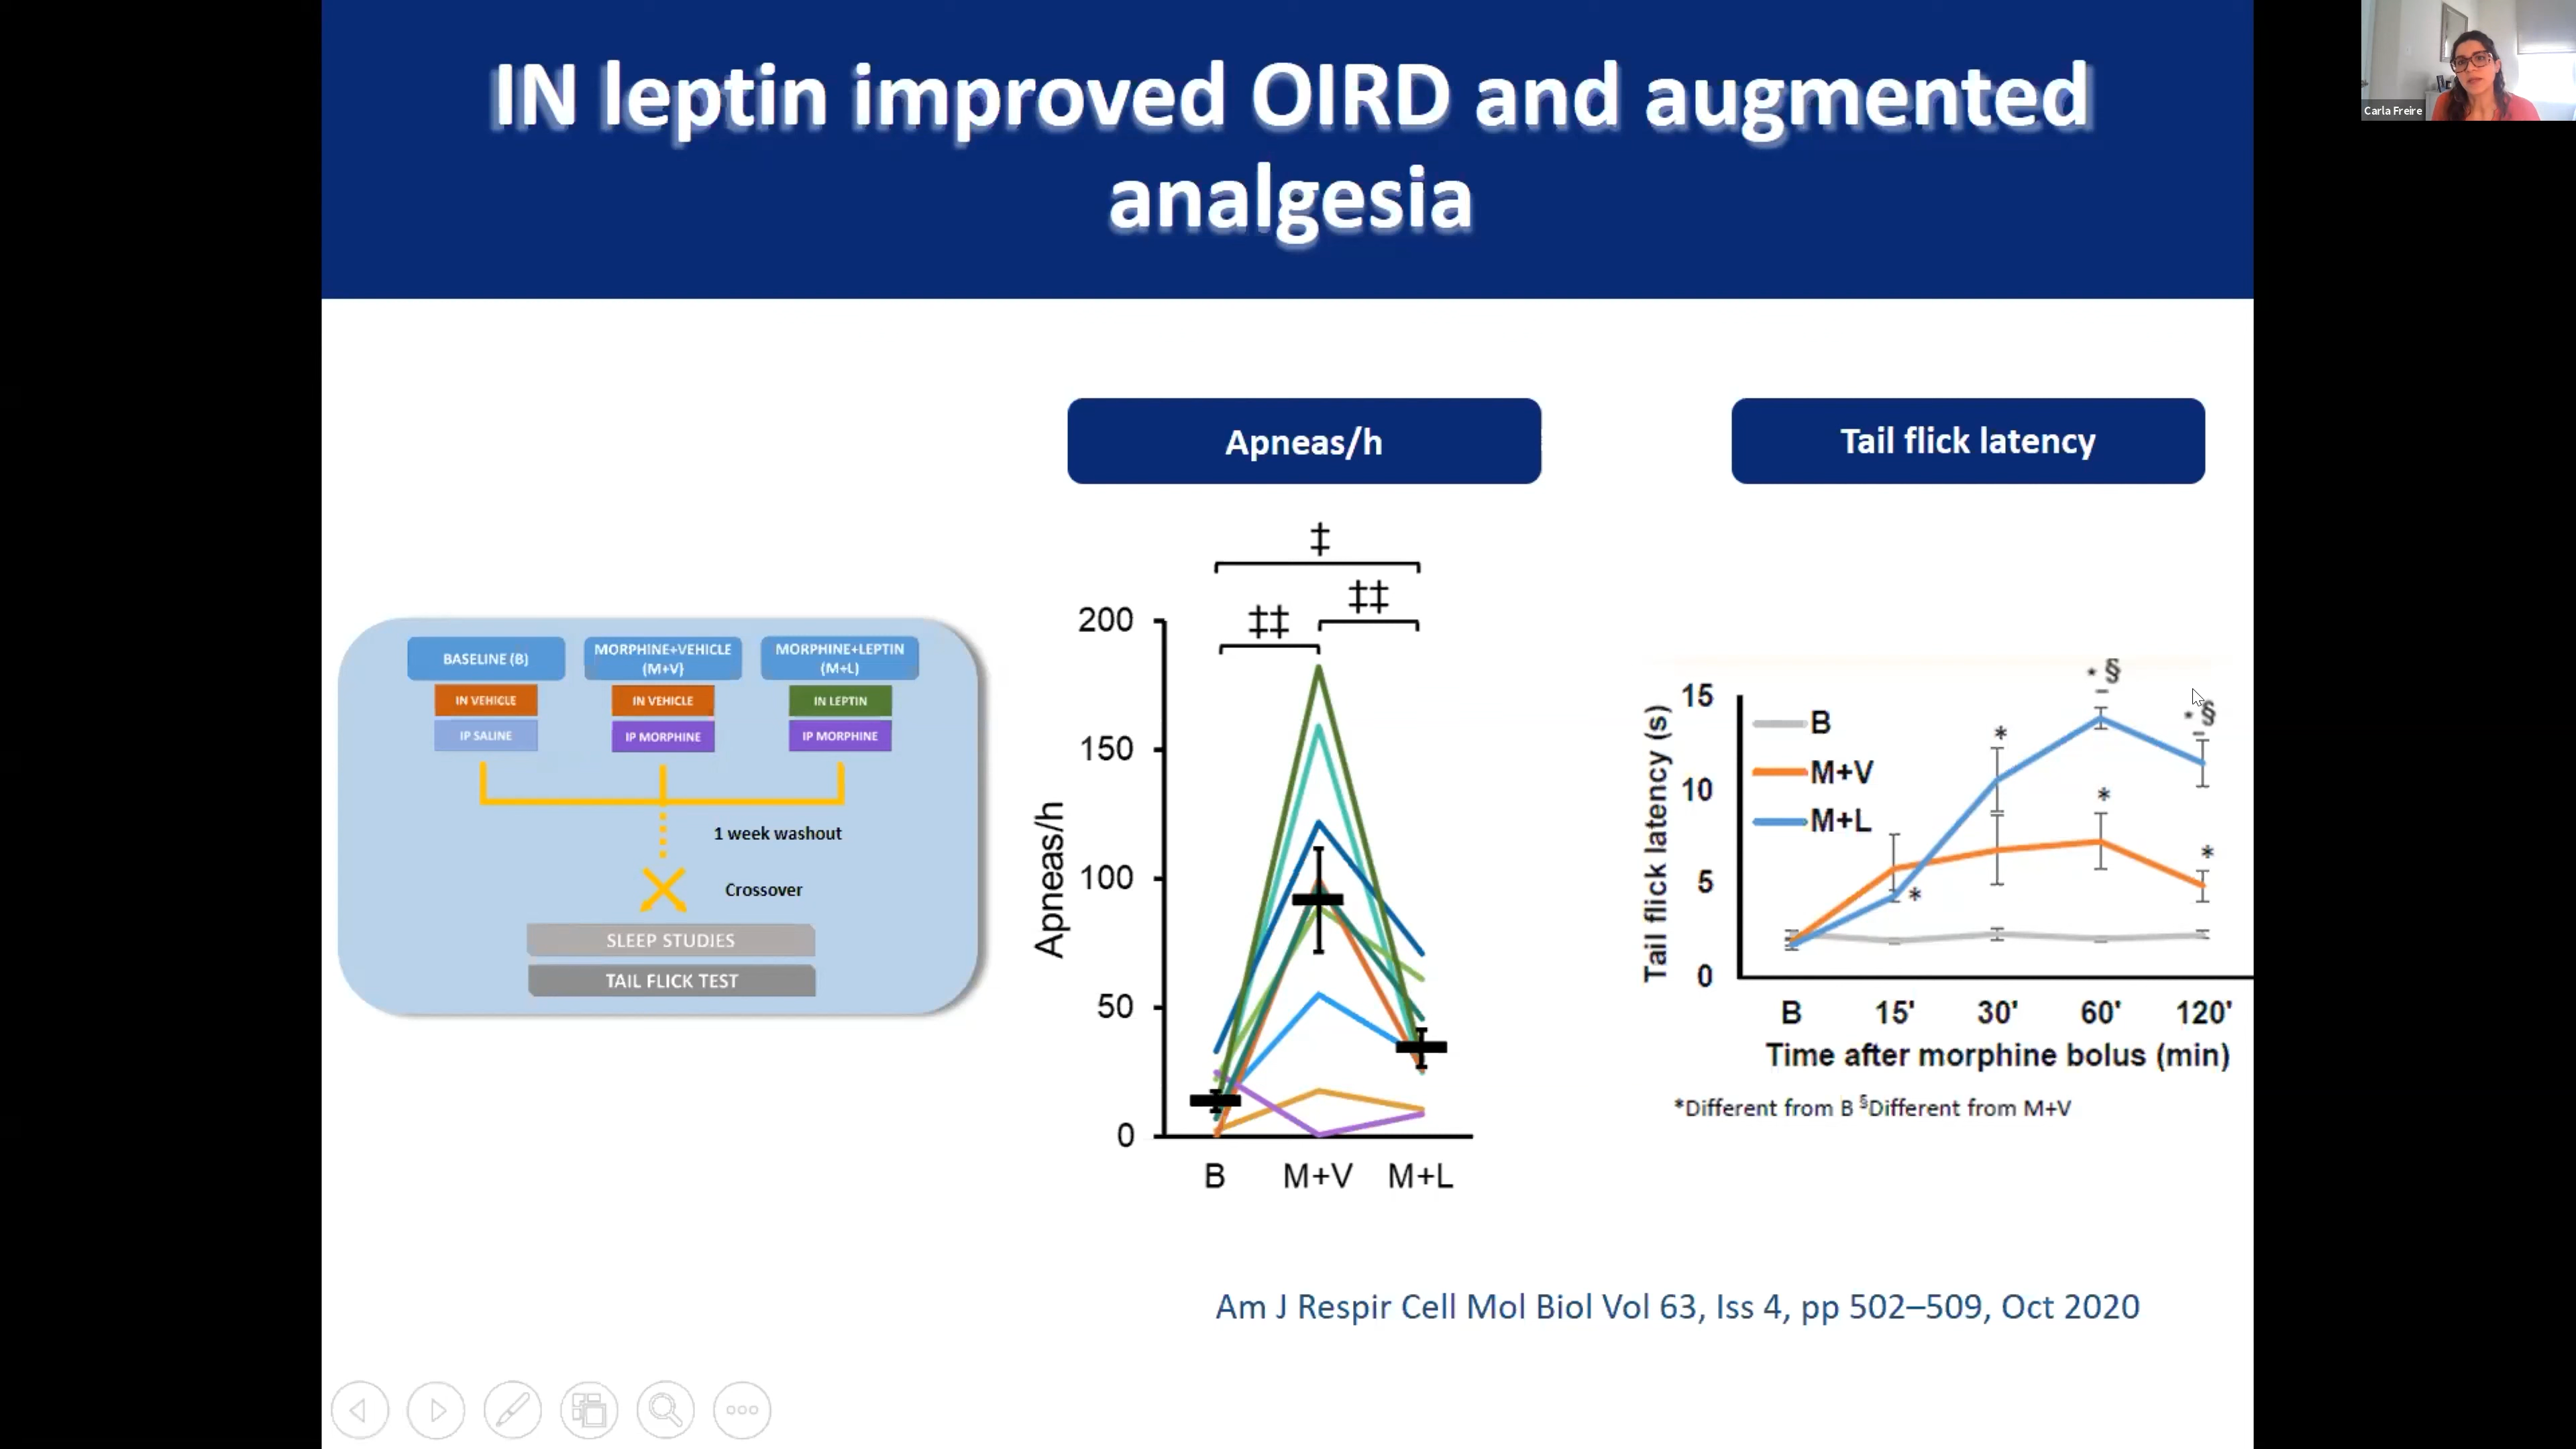 IN leptin improved OIRD and augmented
analgesia
Carla Freire
Apneas/h
Tail flick latency
BASELINE (B)
IN VEHICLE
IP SALINE
MORPHINE+VEHICLE
(M+V)
IN VEHICLE
IP MORPHINE
MORPHINE+LEPTIN
(M+L)
IN LEPTIN
IP MORPHINE
1 week washout
Crossover
SLEEP STUDIES
TAIL FLICK TEST
‡
‡‡
‡‡
Apneas/h
200
150
100
50
0
B M+V M+L
Tail flick latency (s)
15
10
5
0
B
M+V
M+L
*
*
* §
*
* §
*
B 15' 30' 60' 120'
Time after morphine bolus (min)
*Different from B §Different from M+V
Am J Respir Cell Mol Biol Vol 63, Iss 4, pp 502–509, Oct 2020